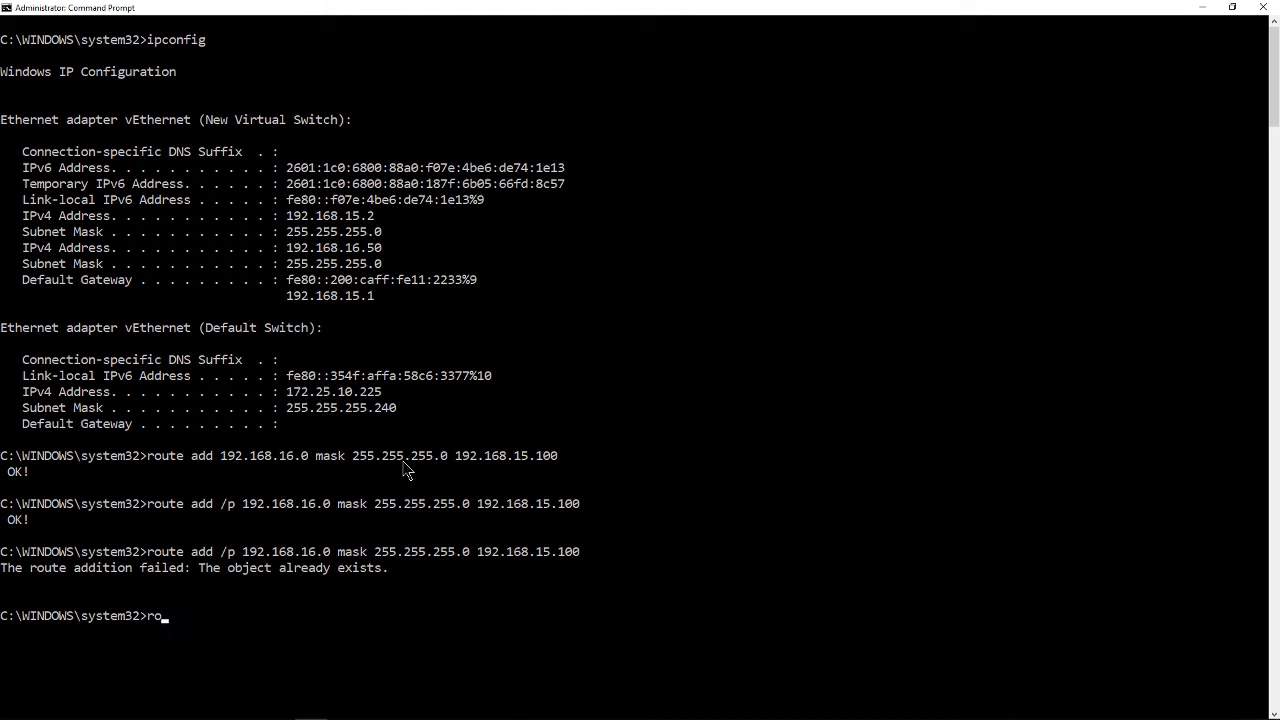 Administrator: Command Prompt
C:\WINDOWS\system32>ipconfig
Windows IP Configuration
Ethernet adapter vEthernet (New Virtual Switch):
Connection-specific DNS Suffix  . :
IPv6 Address. . . . . . . . . . . : 2601:1c0:6800:88a0:f07e:4be6:de74:1e13
Temporary IPv6 Address. . . . . . : 2601:1c0:6800:88a0:187f:6b05:66fd:8c57
Link-local IPv6 Address . . . . . : fe80::f07e:4be6:de74:1e13%9
IPv4 Address. . . . . . . . . . . : 192.168.15.2
Subnet Mask . . . . . . . . . . . : 255.255.255.0
IPv4 Address. . . . . . . . . . . : 192.168.16.50
Subnet Mask . . . . . . . . . . . : 255.255.255.0
Default Gateway . . . . . . . . . : fe80::200:caff:fe11:2233%9
192.168.15.1
Ethernet adapter vEthernet (Default Switch):
Connection-specific DNS Suffix  . :
Link-local IPv6 Address . . . . . : fe80::354f:affa:58c6:3377%10
IPv4 Address. . . . . . . . . . . : 172.25.10.225
Subnet Mask . . . . . . . . . . . : 255.255.255.240
Default Gateway . . . . . . . . . :
C:\WINDOWS\system32>route add 192.168.16.0 mask 255.255.255.0 192.168.15.100
OK!
C:\WINDOWS\system32>route add /p 192.168.16.0 mask 255.255.255.0 192.168.15.100
OK!
C:\WINDOWS\system32>route add /p 192.168.16.0 mask 255.255.255.0 192.168.15.100
The route addition failed: The object already exists.
C:\WINDOWS\system32>ro